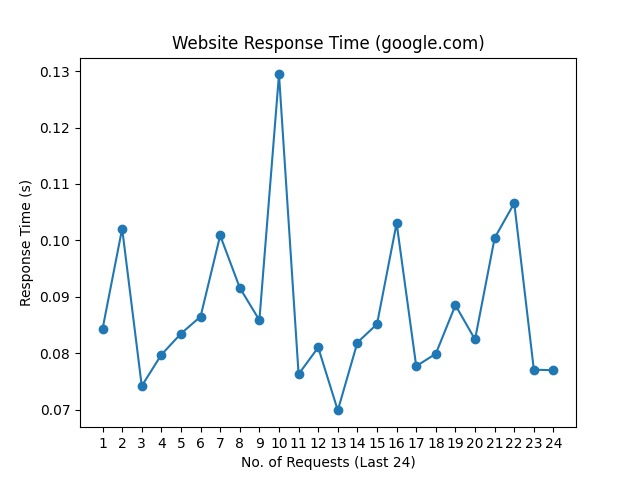 Website Response Time (google.com)
0.13
0.12
0.11
0.10
0.09
0.08
0.07
Response Time (s)
1 2 3 4 5 6 7 8 9 10 11 12 13 14 15 16 17 18 19 20 21 22 23 24
No. of Requests (Last 24)